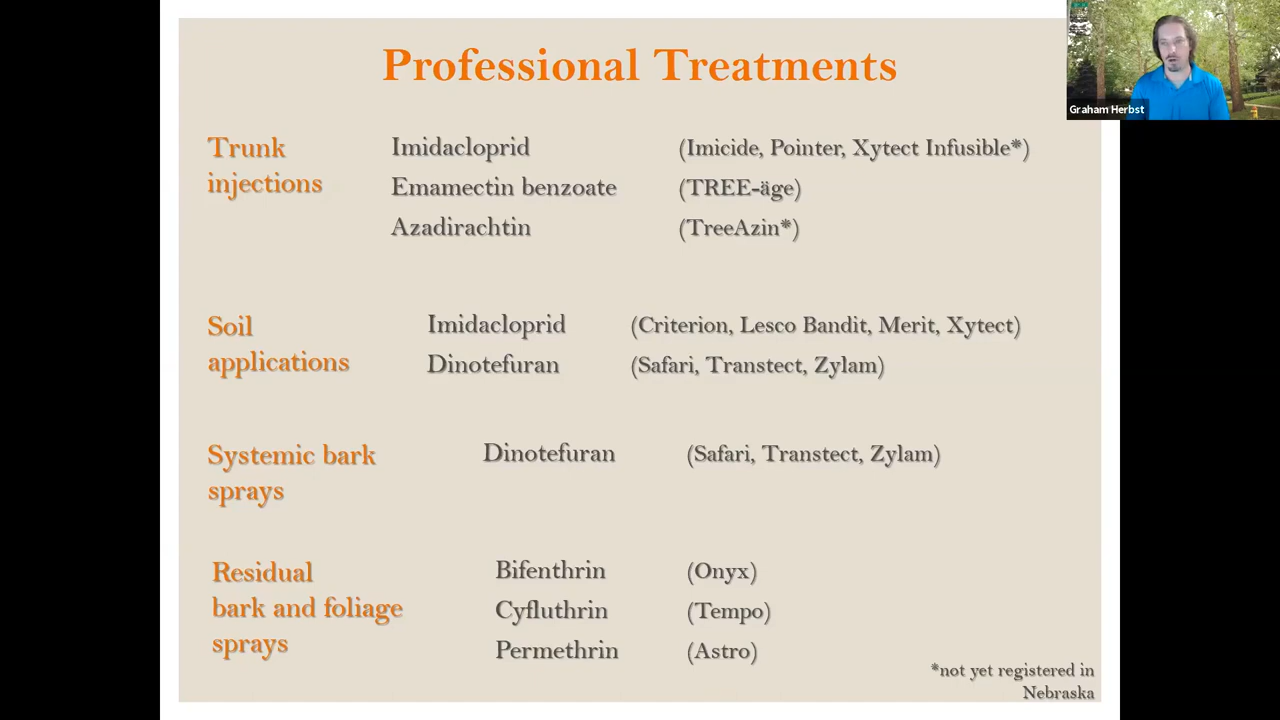 Professional Treatments
Graham Herbst
Trunk
injections
Imidacloprid (Imicide, Pointer, Xytect Infusible*)
Emamectin benzoate (TREE-äge)
Azadirachtin (TreeAzin*)
Soil
applications
Imidacloprid (Criterion, Lesco Bandit, Merit, Xytect)
Dinotefuran (Safari, Transtect, Zylam)
Systemic bark
sprays
Dinotefuran (Safari, Transtect, Zylam)
Residual
bark and foliage
sprays
Bifenthrin (Onyx)
Cyfluthrin (Tempo)
Permethrin (Astro)
*not yet registered in
Nebraska